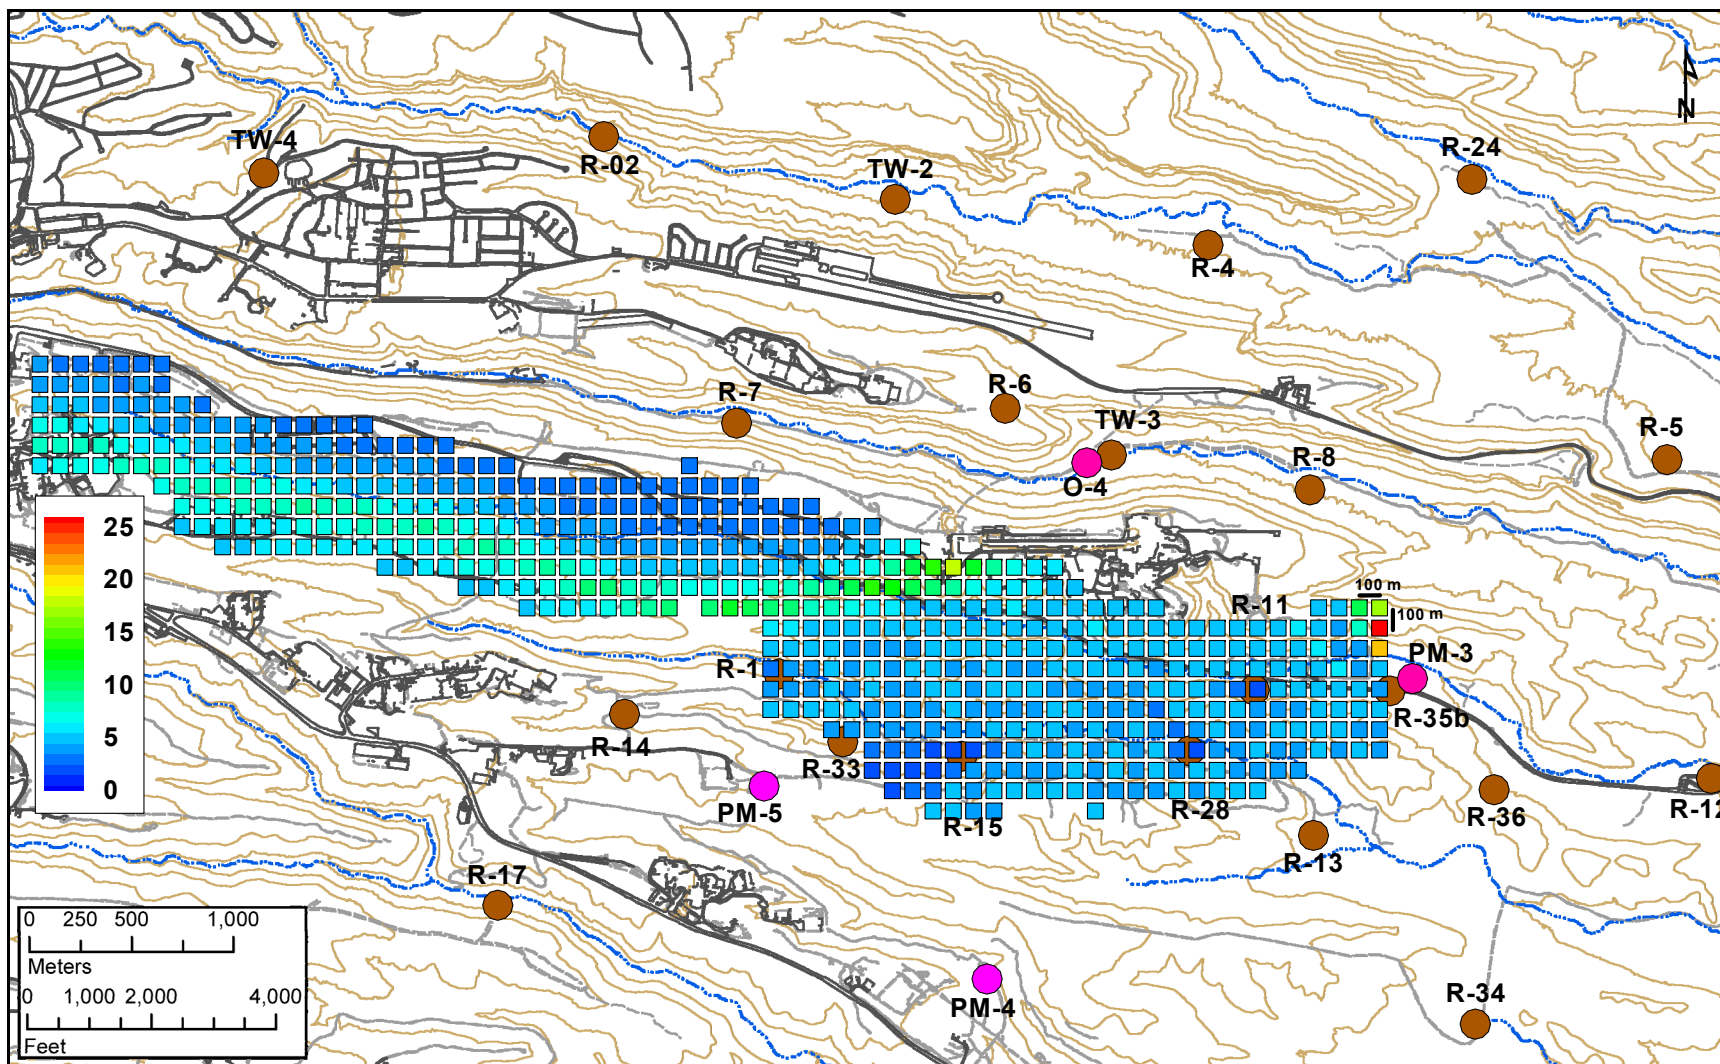 N
TW-4
R-02
TW-2
R-24
R-4
R-7
R-6
TW-3
O-4
R-8
R-5
25
20
15
10
5
0
100 m
100 m
R-11
PM-3
R-1
R-35b
R-14
R-33
PM-5
R-15
R-28
R-36
R-12
R-13
R-17
PM-4
R-34
0 250 500 1,000
Meters
0 1,000 2,000 4,000
Feet